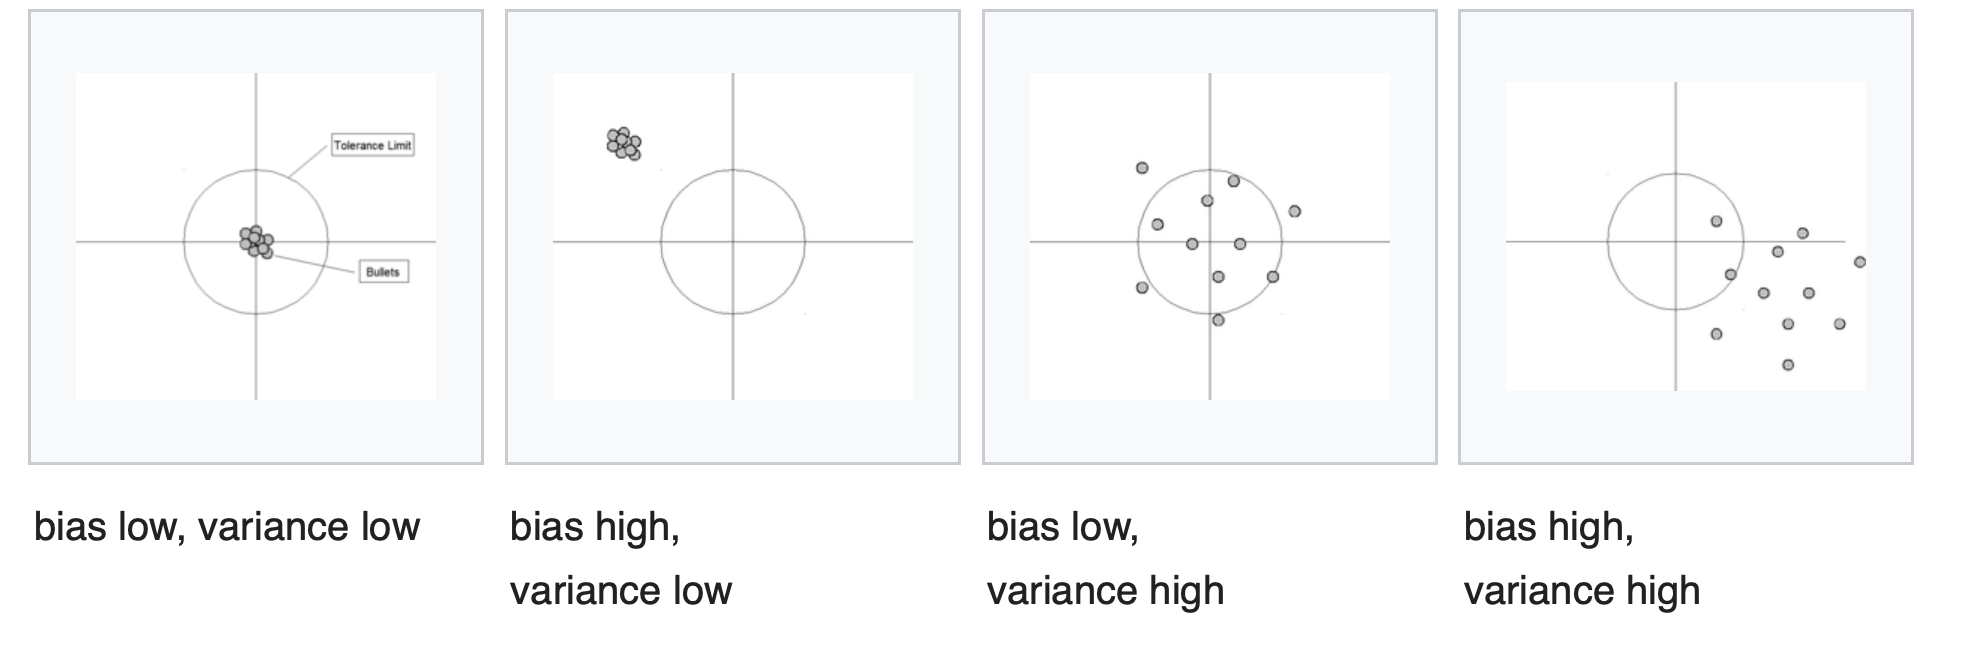 Tolerance Limit
Bullets
bias low, variance low
bias high,
variance low
bias low,
variance high
bias high,
variance high